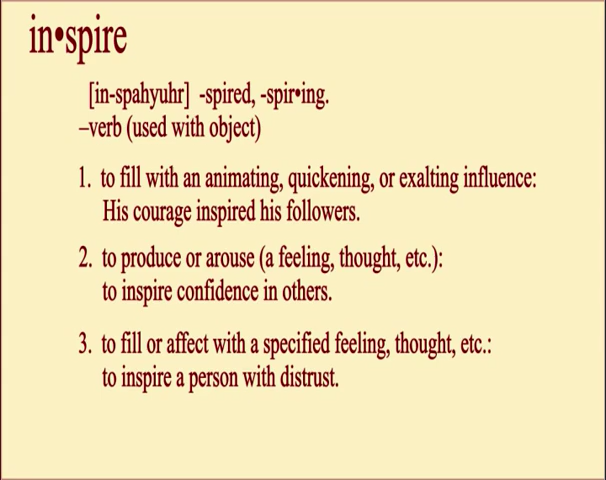 in•spire
[in-spahyuhr] -spired, -spir•ing.
–verb (used with object)
1. to fill with an animating, quickening, or exalting influence:
His courage inspired his followers.
2. to produce or arouse (a feeling, thought, etc.):
to inspire confidence in others.
3. to fill or affect with a specified feeling, thought, etc.:
to inspire a person with distrust.